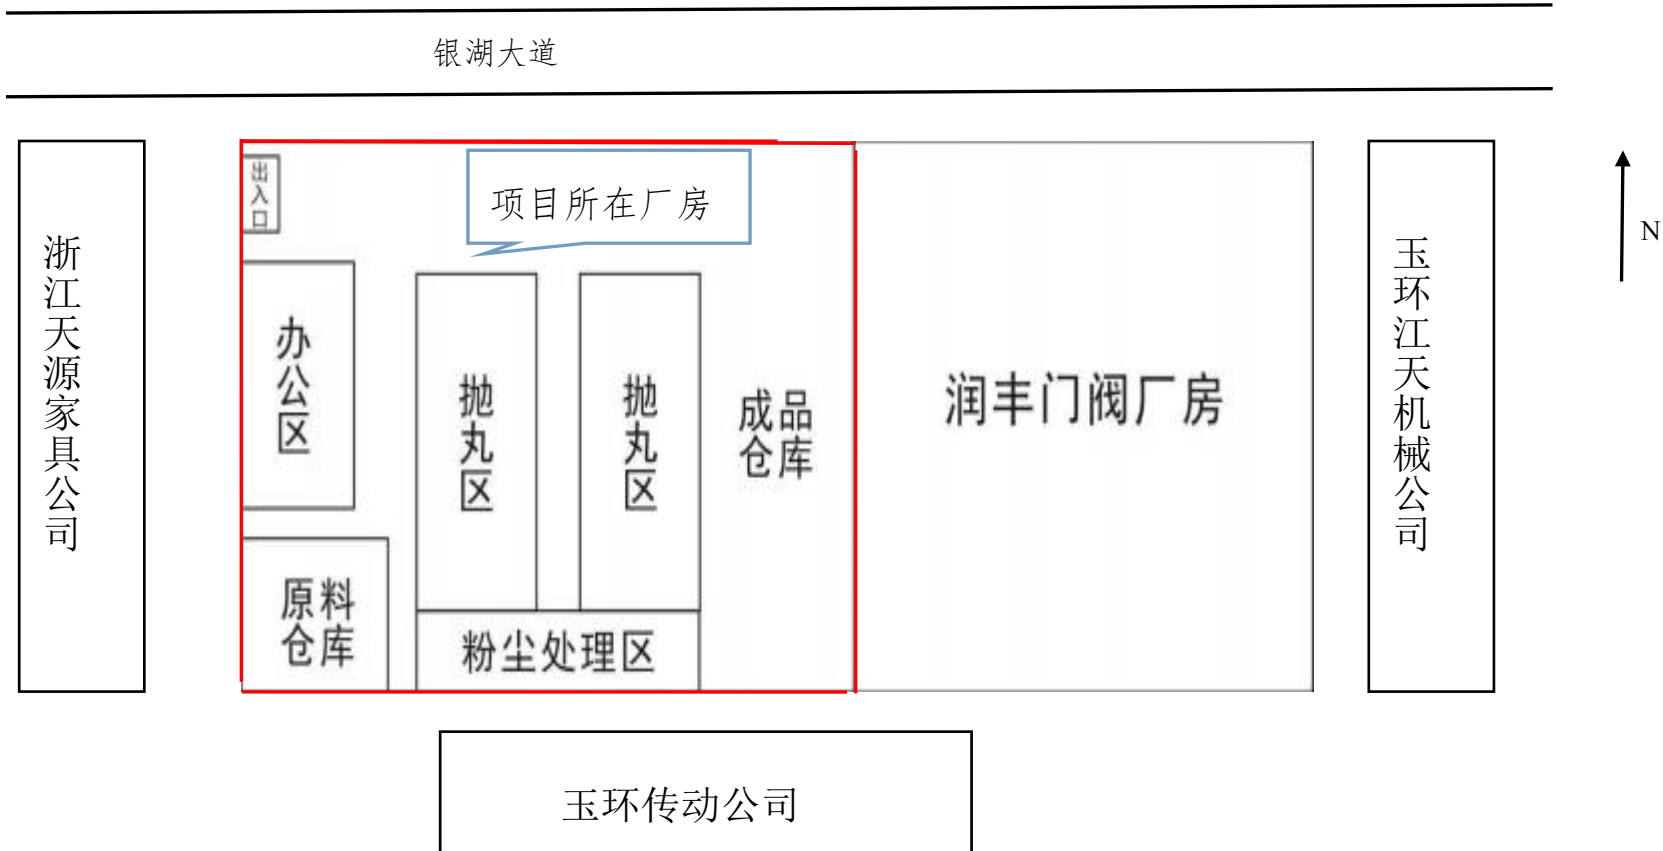 银湖大道
出入口
项目所在厂房
N
浙江天源家具公司
办公区
抛丸区
抛丸区
成品
仓库
润丰门阀厂房
玉环江天机械公司
原料
仓库
粉尘处理区
玉环传动公司